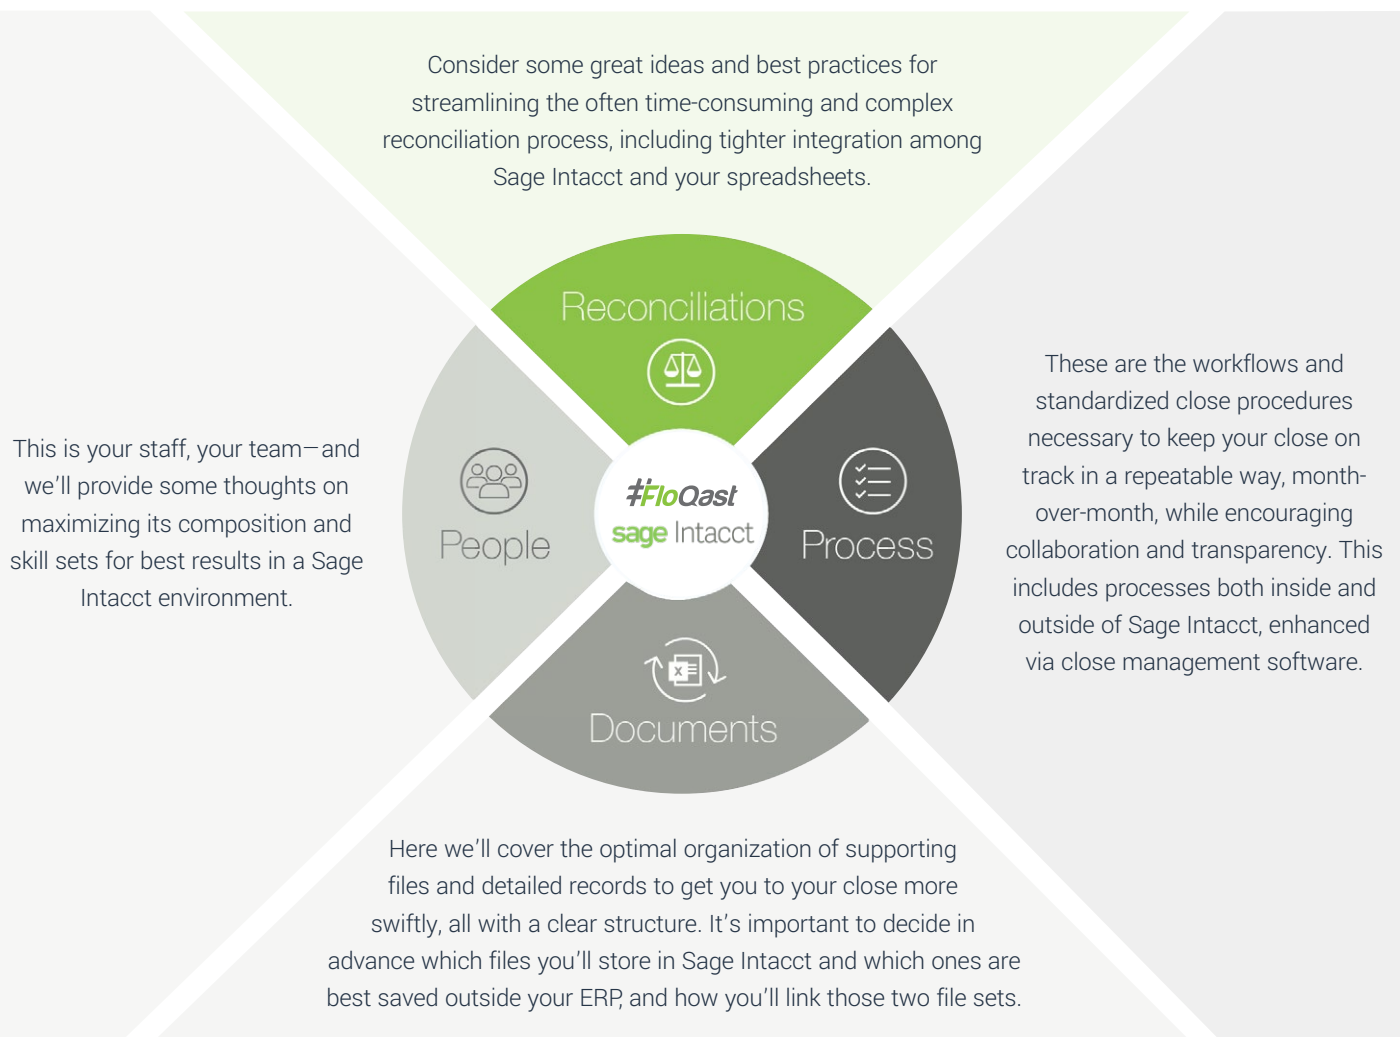 Consider some great ideas and best practices for
streamlining the often time-consuming and complex
reconciliation process, including tighter integration among
Sage Intacct and your spreadsheets.
Reconciliations
This is your staff, your team—and
we'll provide some thoughts on
maximizing its composition and
skill sets for best results in a Sage
Intacct environment.
People
FloQast
sage Intacct
Process
These are the workflows and
standardized close procedures
necessary to keep your close on
track in a repeatable way, month-
over-month, while encouraging
collaboration and transparency. This
includes processes both inside and
outside of Sage Intacct, enhanced
via close management software.
X
Documents
Here we'll cover the optimal organization of supporting
files and detailed records to get you to your close more
swiftly, all with a clear structure. It's important to decide in
advance which files you'll store in Sage Intacct and which ones are
best saved outside your ERP, and how you'll link those two file sets.